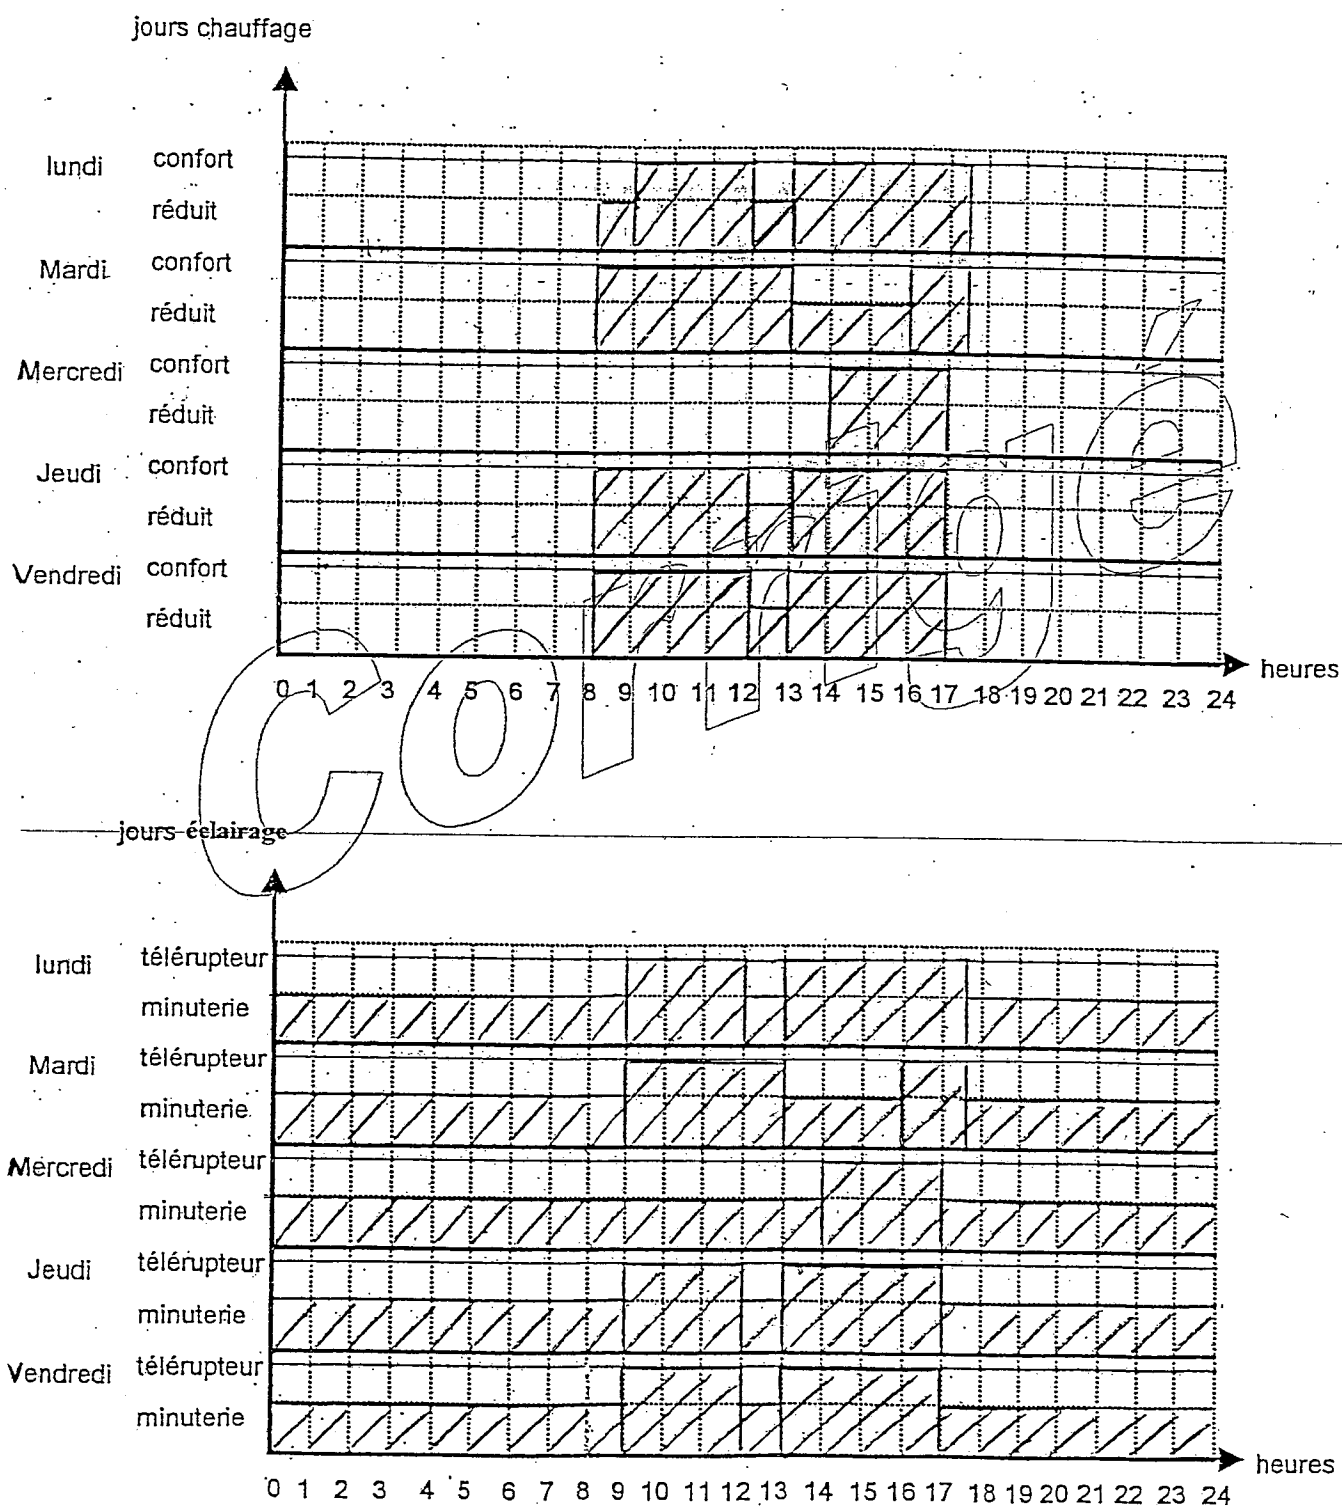 jours chauffage
lundi confort
réduit
Mardi confort
réduit
Mercredi confort
réduit
Jeudi confort
réduit
Vendredi confort
réduit
heures
0 1 2 3 4 5 6 7 8 9 10 11 12 13 14 15 16 17 18 19 20 21 22 23 24
Corrigé
jours éclairage
lundi télérupteur
minuterie
Mardi télérupteur
minuterie
Mercredi télérupteur
minuterie
Jeudi télérupteur
minuterie
Vendredi télérupteur
minuterie
heures
0 1 2 3 4 5 6 7 8 9 10 11 12 13 14 15 16 17 18 19 20 21 22 23 24